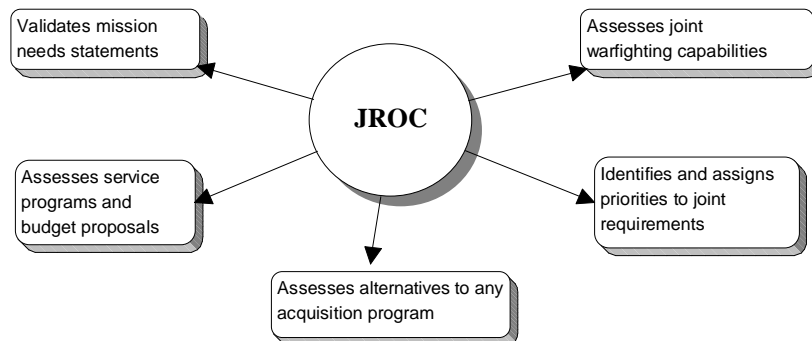 Validates mission
needs statements
Assesses joint
warfighting capabilities
JROC
Assesses service
programs and
budget proposals
Identifies and assigns
priorities to joint
requirements
Assesses alternatives to any
acquisition program